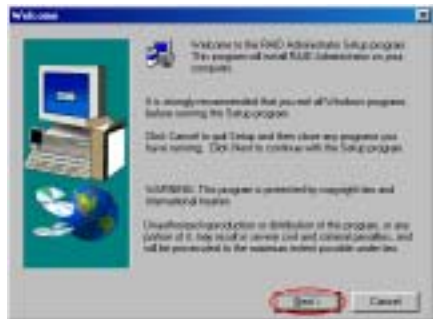 Welcome
Welcome to the RAID Administrator Setup program.
This program will install RAID Administrator on your
computer.
It is strongly recommended that you exit all Windows programs
before running this Setup program.
Click Cancel to quit Setup and then close any programs you
have running. Click Next to continue with the Setup program.
WARNING: This program is protected by copyright law and
international treaties.
Unauthorized reproduction or distribution of this program, or any
portion of it, may result in severe civil and criminal penalties, and
will be prosecuted to the maximum extent possible under law.
Next >
Cancel